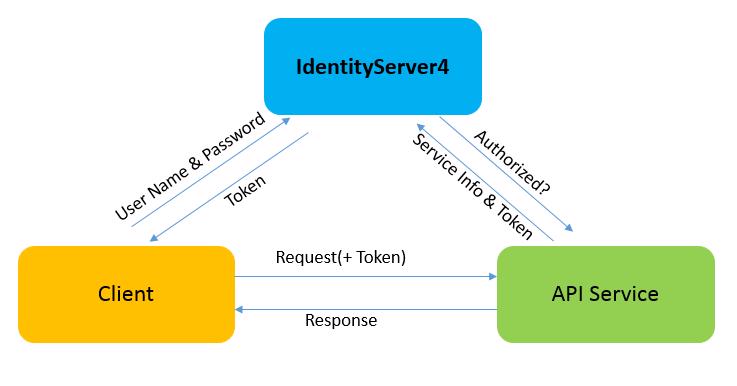 IdentityServer4
User Name & Password
Token
Authorized?
Service Info & Token
Request(+ Token)
Client
API Service
Response